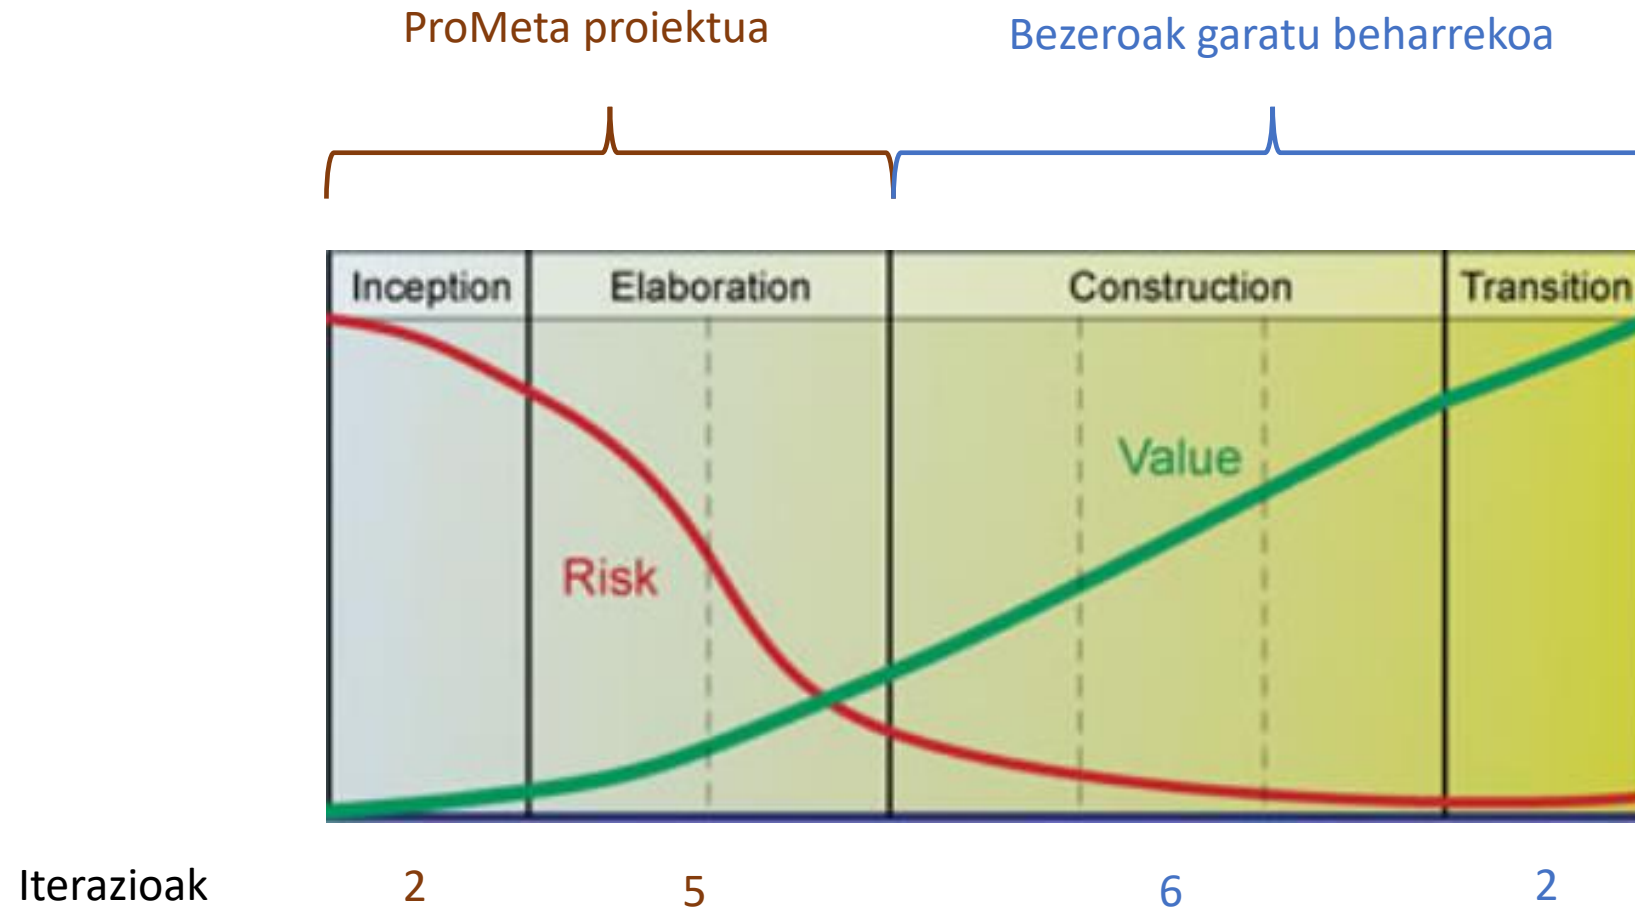 ProMeta proiektua
Bezeroak garatu beharrekoa
Inception
Elaboration
Construction
Transition
Value
Risk
Iterazioak 2 5 6 2